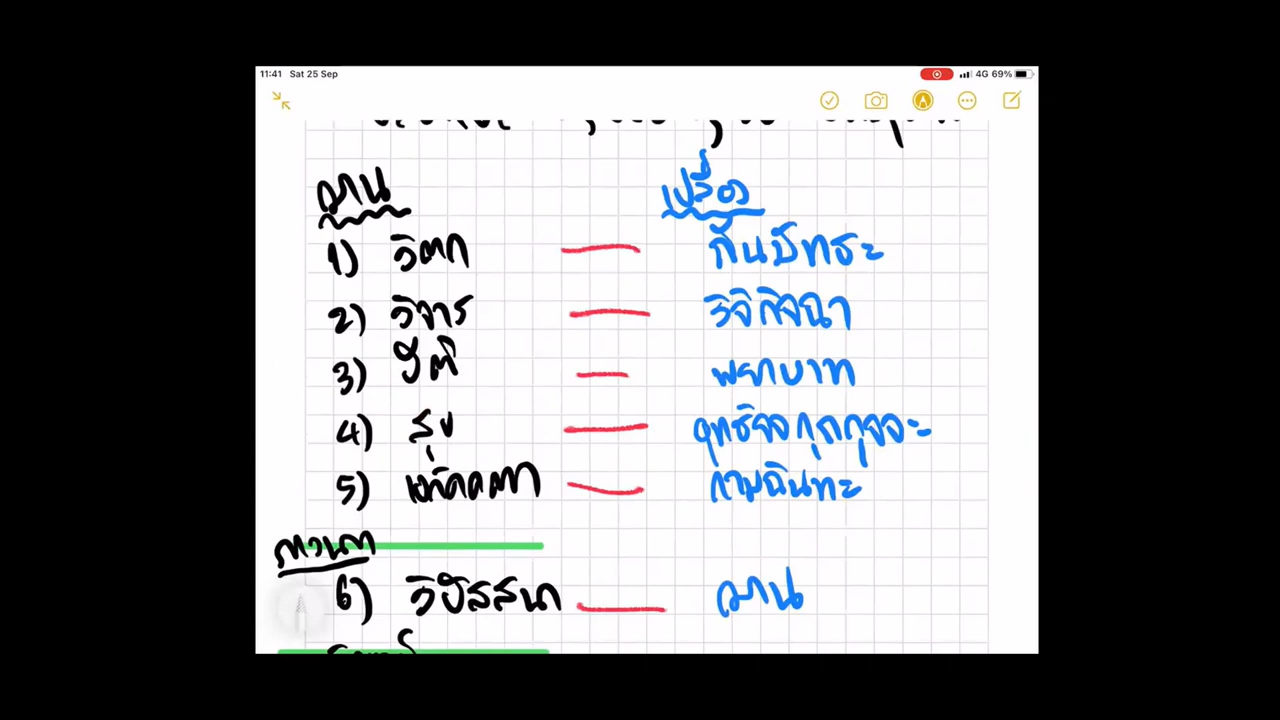 11:41 Sat 25 Sep 4G 69%
ฌาน เปลื้อง
1) วิตก — ถีนมิทธะ
2) วิจาร — วิจิกิจฉา
3) ปีติ — พยาบาท
4) สุข — อุทธัจจกุกกุจจะ
5) เอกัคคตา — กามฉันทะ
ภาวนา
6) วิปัสสนา — ฌาน